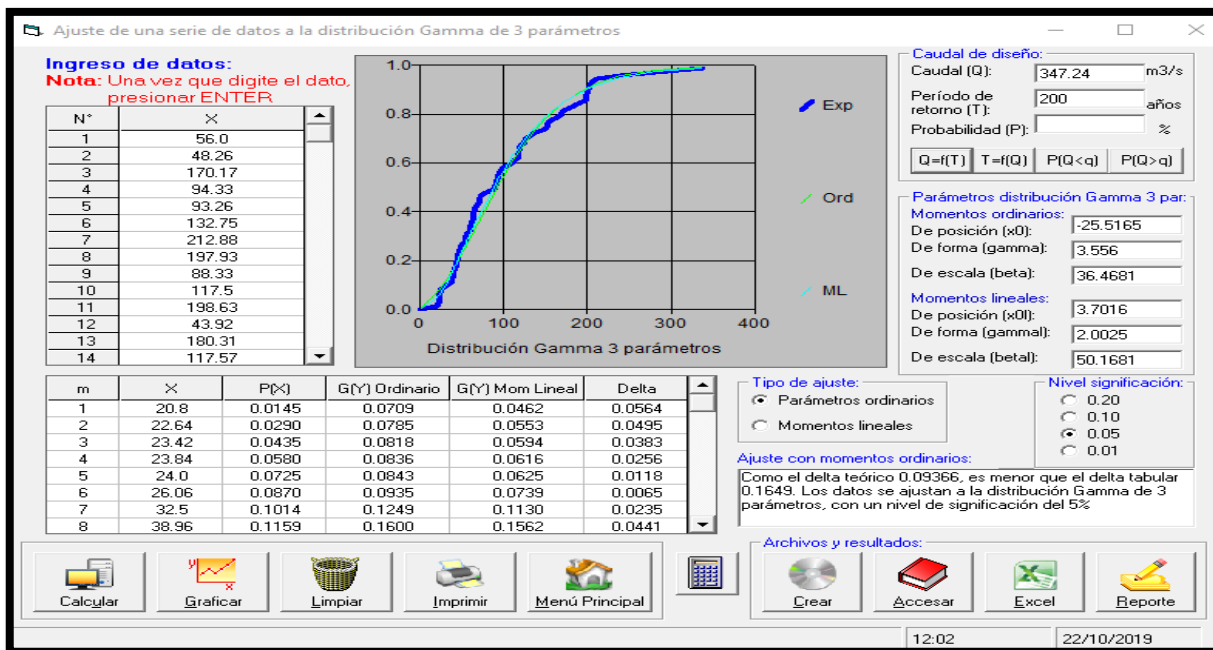 Ajuste de una serie de datos a la distribución Gamma de 3 parámetros
Ingreso de datos:
Nota: Una vez que digite el dato,
presionar ENTER
N° X
1 56.0
2 48.26
3 170.17
4 94.33
5 93.26
6 132.75
7 212.88
8 197.93
9 88.33
10 117.5
11 198.63
12 43.92
13 180.31
14 117.57
1.0
0.8
0.6
0.4
0.2
0.0
0 100 200 300 400
Distribución Gamma 3 parámetros
Exp
Ord
ML
Caudal de diseño:
Caudal (Q): 347.24 m3/s
Período de
retorno (T): 200 años
Probabilidad (P): %
Q=f(T) T=f(Q) P(Q<q) P(Q>q)
Parámetros distribución Gamma 3 par:
Momentos ordinarios:
De posición (x0): -25.5165
De forma (gamma): 3.556
De escala (beta): 36.4681
Momentos lineales:
De posición (x0l): 3.7016
De forma (gammal): 2.0025
De escala (betal): 50.1681
m X P(X) G(Y) Ordinario G(Y) Mom Lineal Delta
1 20.8 0.0145 0.0709 0.0462 0.0564
2 22.64 0.0290 0.0785 0.0553 0.0495
3 23.42 0.0435 0.0818 0.0594 0.0383
4 23.84 0.0580 0.0836 0.0616 0.0256
5 24.0 0.0725 0.0843 0.0625 0.0118
6 26.06 0.0870 0.0935 0.0739 0.0065
7 32.5 0.1014 0.1249 0.1130 0.0235
8 38.96 0.1159 0.1600 0.1562 0.0441
Tipo de ajuste:
Parámetros ordinarios
Momentos lineales
Nivel significación:
0.20
0.10
0.05
0.01
Ajuste con momentos ordinarios:
Como el delta teórico 0.09366, es menor que el delta tabular
0.1649. Los datos se ajustan a la distribución Gamma de 3
parámetros, con un nivel de significación del 5%
Calcular Graficar Limpiar Imprimir Menú Principal
Archivos y resultados:
Crear Accesar Excel Reporte
12:02 22/10/2019